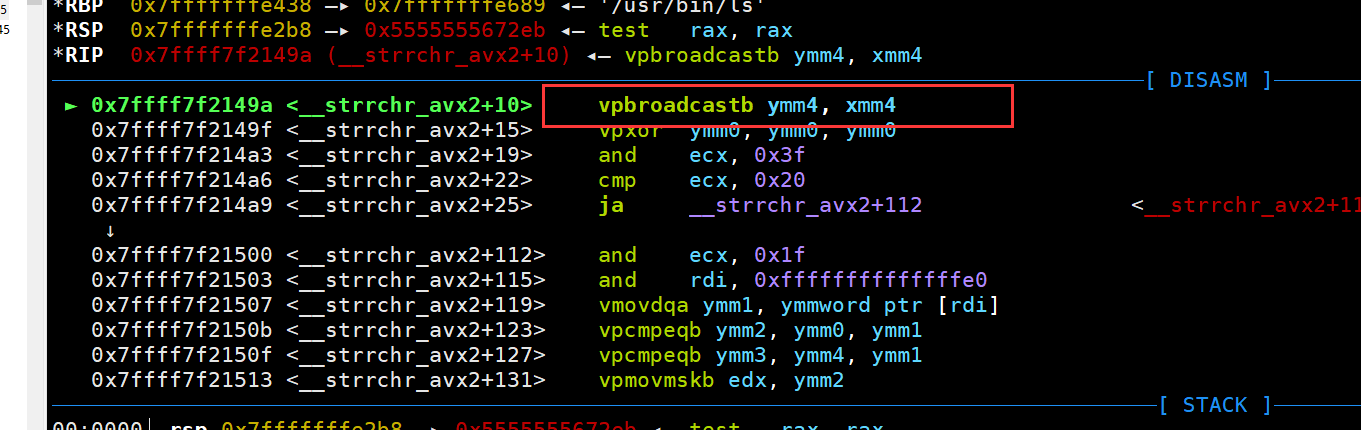 5
45
*RBP 0x7fffffffe438 —▸ 0x7fffffffe689 ◂— '/usr/bin/ls'
*RSP 0x7fffffffe2b8 —▸ 0x5555555672eb ◂— test rax, rax
*RIP 0x7ffff7f2149a (__strrchr_avx2+10) ◂— vpbroadcastb ymm4, xmm4
[ DISASM ]
► 0x7ffff7f2149a <__strrchr_avx2+10> vpbroadcastb ymm4, xmm4
0x7ffff7f2149f <__strrchr_avx2+15> vpxor ymm0, ymm0, ymm0
0x7ffff7f214a3 <__strrchr_avx2+19> and ecx, 0x3f
0x7ffff7f214a6 <__strrchr_avx2+22> cmp ecx, 0x20
0x7ffff7f214a9 <__strrchr_avx2+25> ja __strrchr_avx2+112 <__strrchr_avx2+11
↓
0x7ffff7f21500 <__strrchr_avx2+112> and ecx, 0x1f
0x7ffff7f21503 <__strrchr_avx2+115> and rdi, 0xffffffffffffffe0
0x7ffff7f21507 <__strrchr_avx2+119> vmovdqa ymm1, ymmword ptr [rdi]
0x7ffff7f2150b <__strrchr_avx2+123> vpcmpeqb ymm2, ymm0, ymm1
0x7ffff7f2150f <__strrchr_avx2+127> vpcmpeqb ymm3, ymm4, ymm1
0x7ffff7f21513 <__strrchr_avx2+131> vpmovmskb edx, ymm2
[ STACK ]
00:0000│ rsp 0x7fffffffe2b8 —▸ 0x5555555672eb ◂— test rax, rax